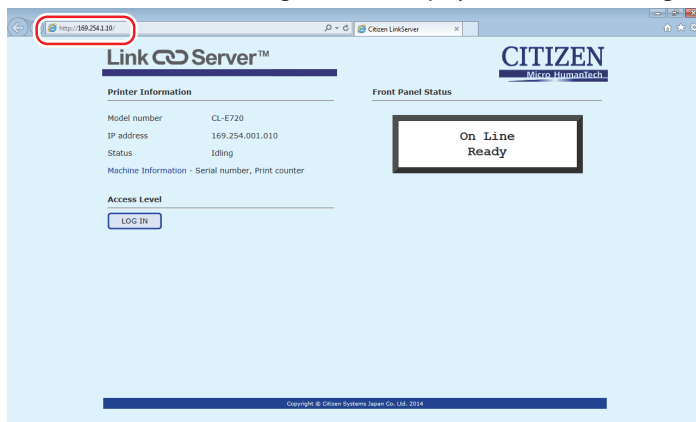 http://169.254.1.10/
Citizen LinkServer
Link Server™
CITIZEN
Micro HumanTech
Printer Information
Front Panel Status
Model number CL-E720
IP address 169.254.001.010
Status Idling
Machine Information - Serial number, Print counter
On Line
Ready
Access Level
LOG IN
Copyright © Citizen Systems Japan Co. Ltd. 2014